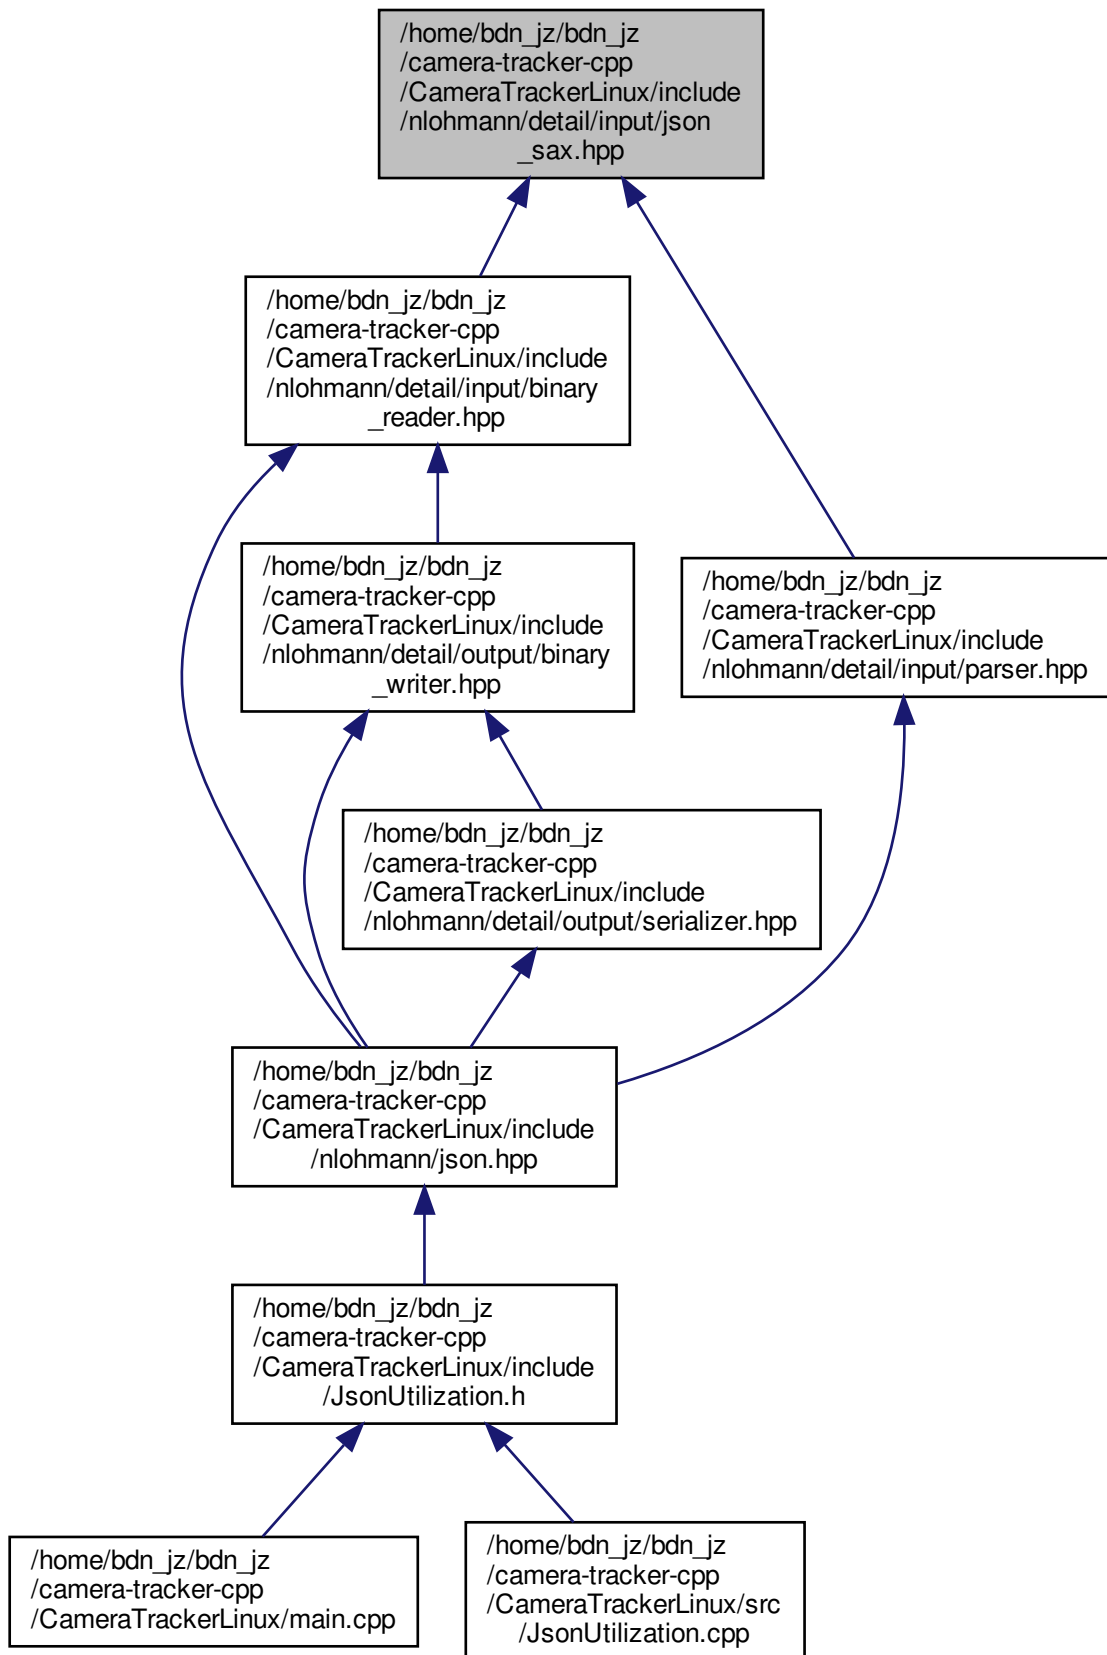 /home/bdn_jz/bdn_jz
/camera-tracker-cpp
/CameraTrackerLinux/include
/nlohmann/detail/input/json
_sax.hpp
/home/bdn_jz/bdn_jz
/camera-tracker-cpp
/CameraTrackerLinux/include
/nlohmann/detail/input/binary
_reader.hpp
/home/bdn_jz/bdn_jz
/camera-tracker-cpp
/CameraTrackerLinux/include
/nlohmann/detail/output/binary
_writer.hpp
/home/bdn_jz/bdn_jz
/camera-tracker-cpp
/CameraTrackerLinux/include
/nlohmann/detail/input/parser.hpp
/home/bdn_jz/bdn_jz
/camera-tracker-cpp
/CameraTrackerLinux/include
/nlohmann/detail/output/serializer.hpp
/home/bdn_jz/bdn_jz
/camera-tracker-cpp
/CameraTrackerLinux/include
/nlohmann/json.hpp
/home/bdn_jz/bdn_jz
/camera-tracker-cpp
/CameraTrackerLinux/include
/JsonUtilization.h
/home/bdn_jz/bdn_jz
/camera-tracker-cpp
/CameraTrackerLinux/main.cpp
/home/bdn_jz/bdn_jz
/camera-tracker-cpp
/CameraTrackerLinux/src
/JsonUtilization.cpp